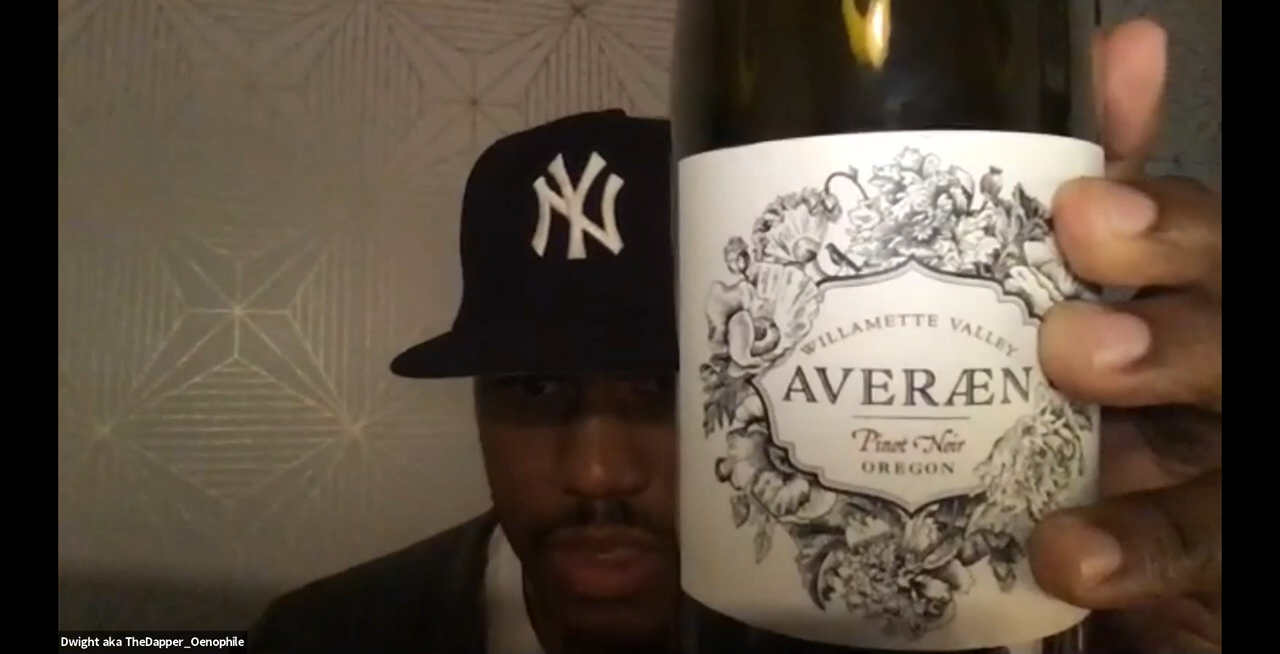 NY
WILLAMETTE VALLEY
AVERÆN
Pinot Noir
OREGON
Dwight aka TheDapper_Oenophile